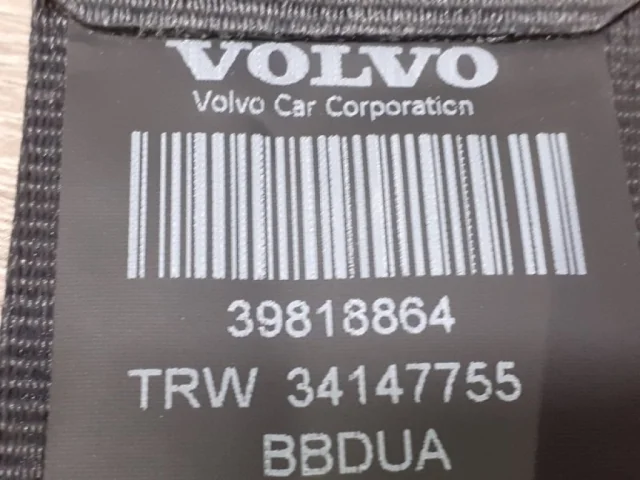 VOLVO
Volvo Car Corporation
39818864
TRW 34147755
BBDUA